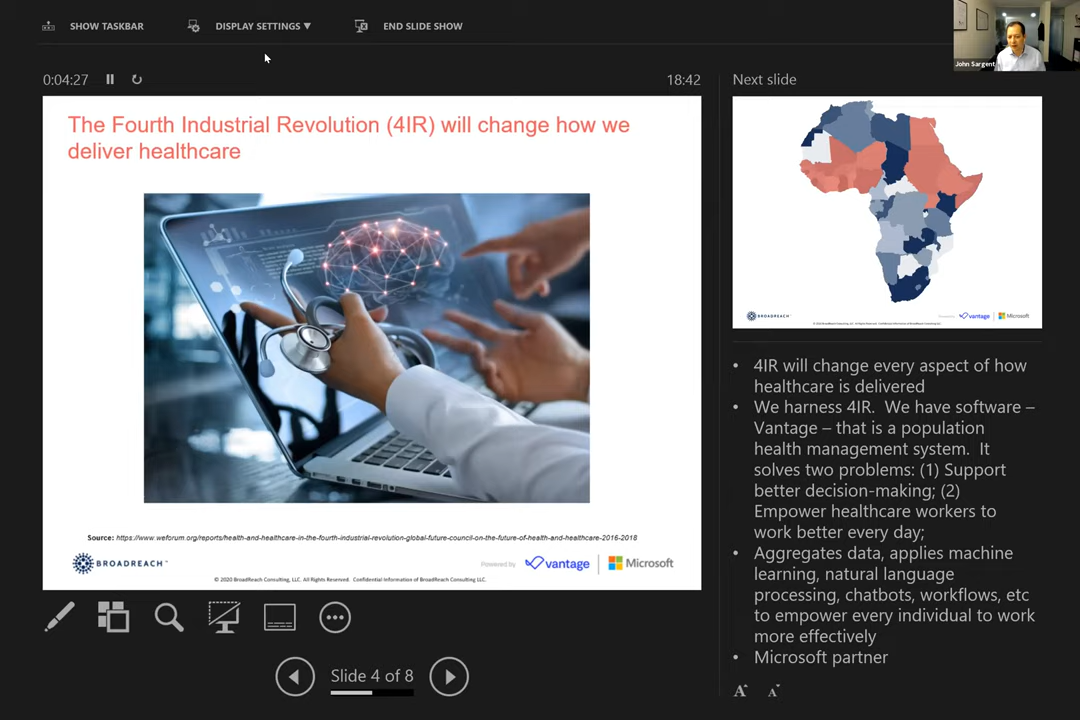 SHOW TASKBAR
DISPLAY SETTINGS ▼
END SLIDE SHOW
John Sargent
0:04:27
18:42
Next slide
The Fourth Industrial Revolution (4IR) will change how we
deliver healthcare
Source: https://www.weforum.org/reports/health-and-healthcare-in-the-fourth-industrial-revolution-global-future-council-on-the-future-of-health-and-healthcare-2016-2018
BROADREACH™
Powered by
vantage
Microsoft
© 2020 BroadReach Consulting, LLC. All Rights Reserved. Confidential-Information of BroadReach Consulting LLC.
Slide 4 of 8
BROADREACH
vantage
Microsoft
• 4IR will change every aspect of how
healthcare is delivered
• We harness 4IR. We have software –
Vantage – that is a population
health management system. It
solves two problems: (1) Support
better decision-making; (2)
Empower healthcare workers to
work better every day;
• Aggregates data, applies machine
learning, natural language
processing, chatbots, workflows, etc
to empower every individual to work
more effectively
• Microsoft partner
A A